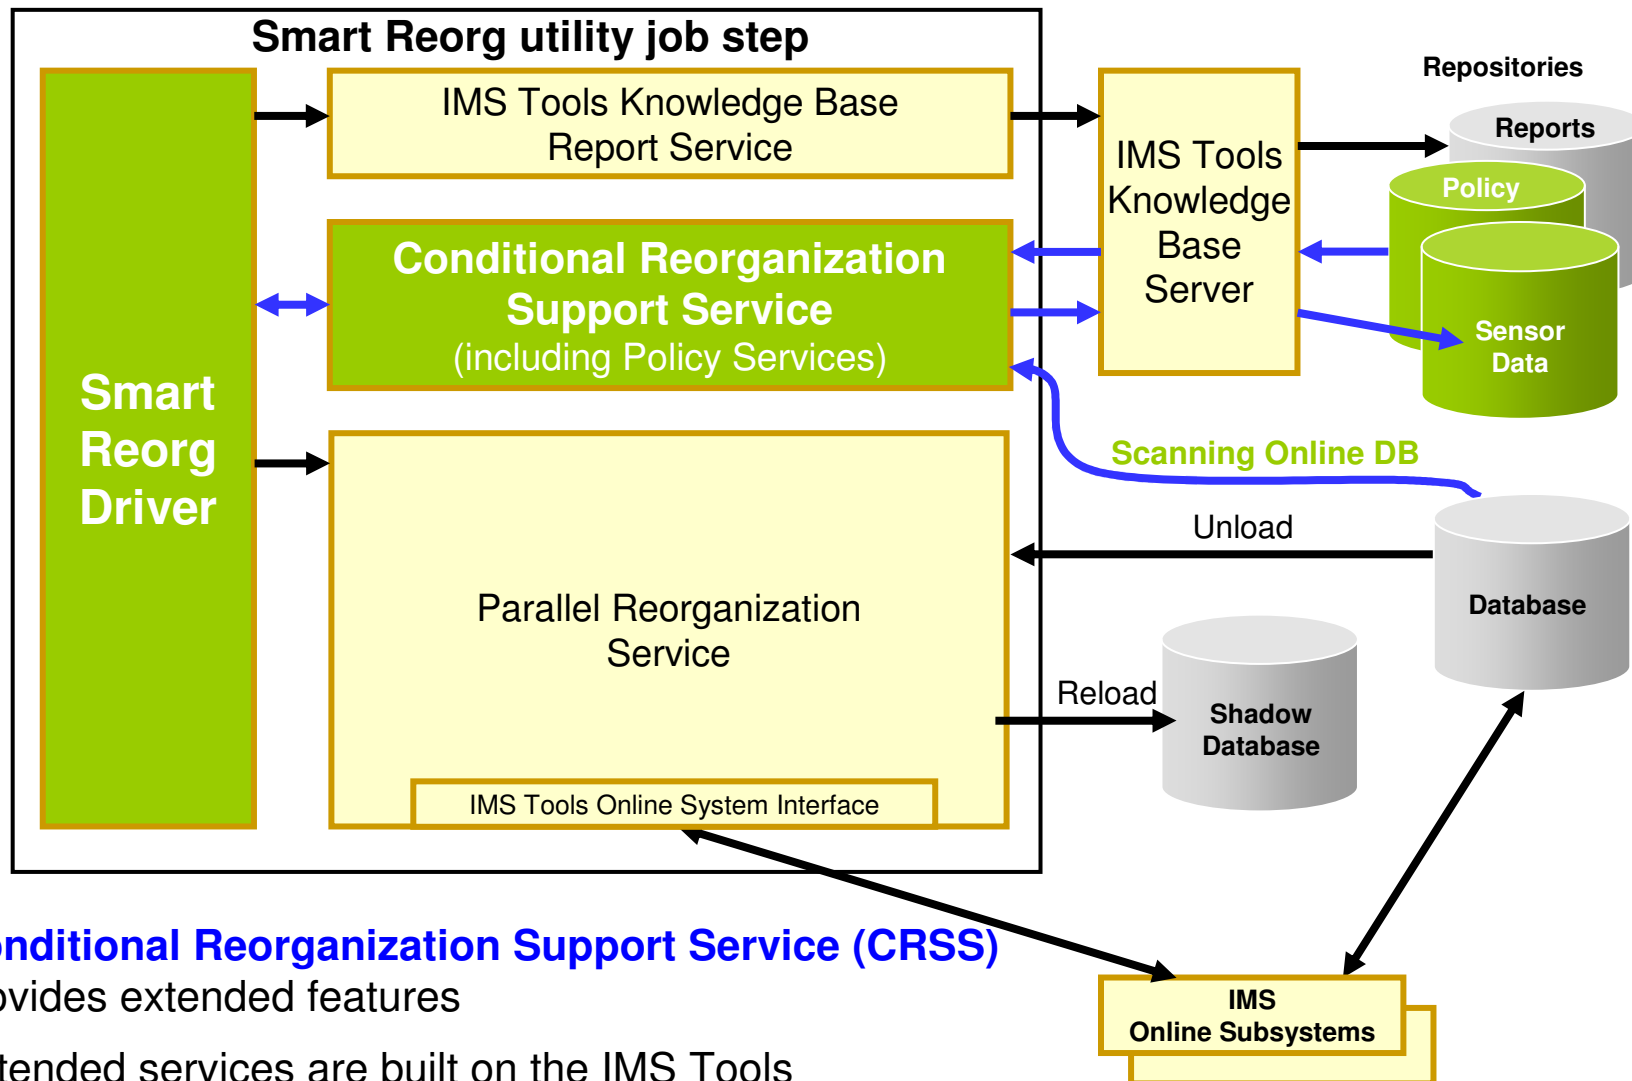 Smart Reorg utility job step
Repositories
IMS Tools Knowledge Base
Report Service
Reports
IMS Tools
Knowledge
Base
Server
Policy
Conditional Reorganization
Support Service
(including Policy Services)
Sensor
Data
Smart
Reorg
Driver
Scanning Online DB
Unload
Database
Parallel Reorganization
Service
Reload
Shadow
Database
IMS Tools Online System Interface
onditional Reorganization Support Service (CRSS)
ovides extended features
IMS
Online Subsystems
tended services are built on the IMS Tools